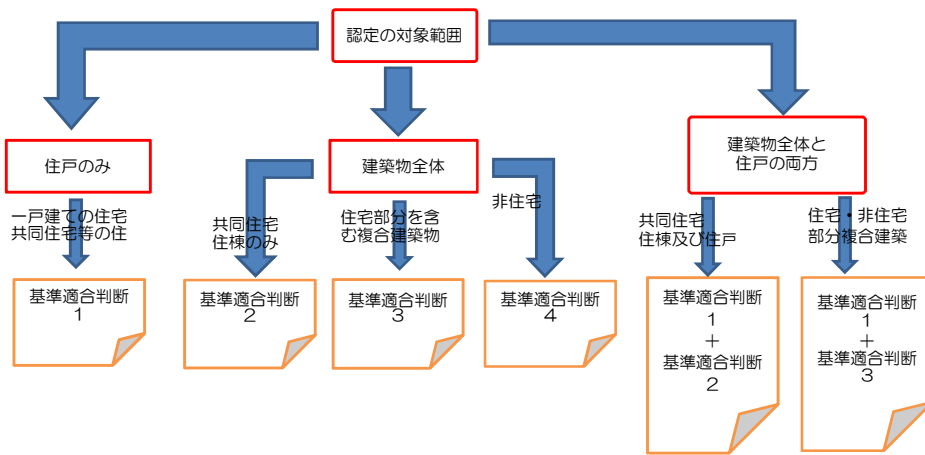 認定の対象範囲
住戸のみ
建築物全体
建築物全体と
住戸の両方
一戸建ての住宅
共同住宅等の住
共同住宅
住棟のみ
住宅部分を含
む複合建築物
非住宅
共同住宅
住棟及び住戸
住宅・非住宅
部分複合建築
基準適合判断
1
基準適合判断
2
基準適合判断
3
基準適合判断
4
基準適合判断
1
+
基準適合判断
2
基準適合判断
1
+
基準適合判断
3